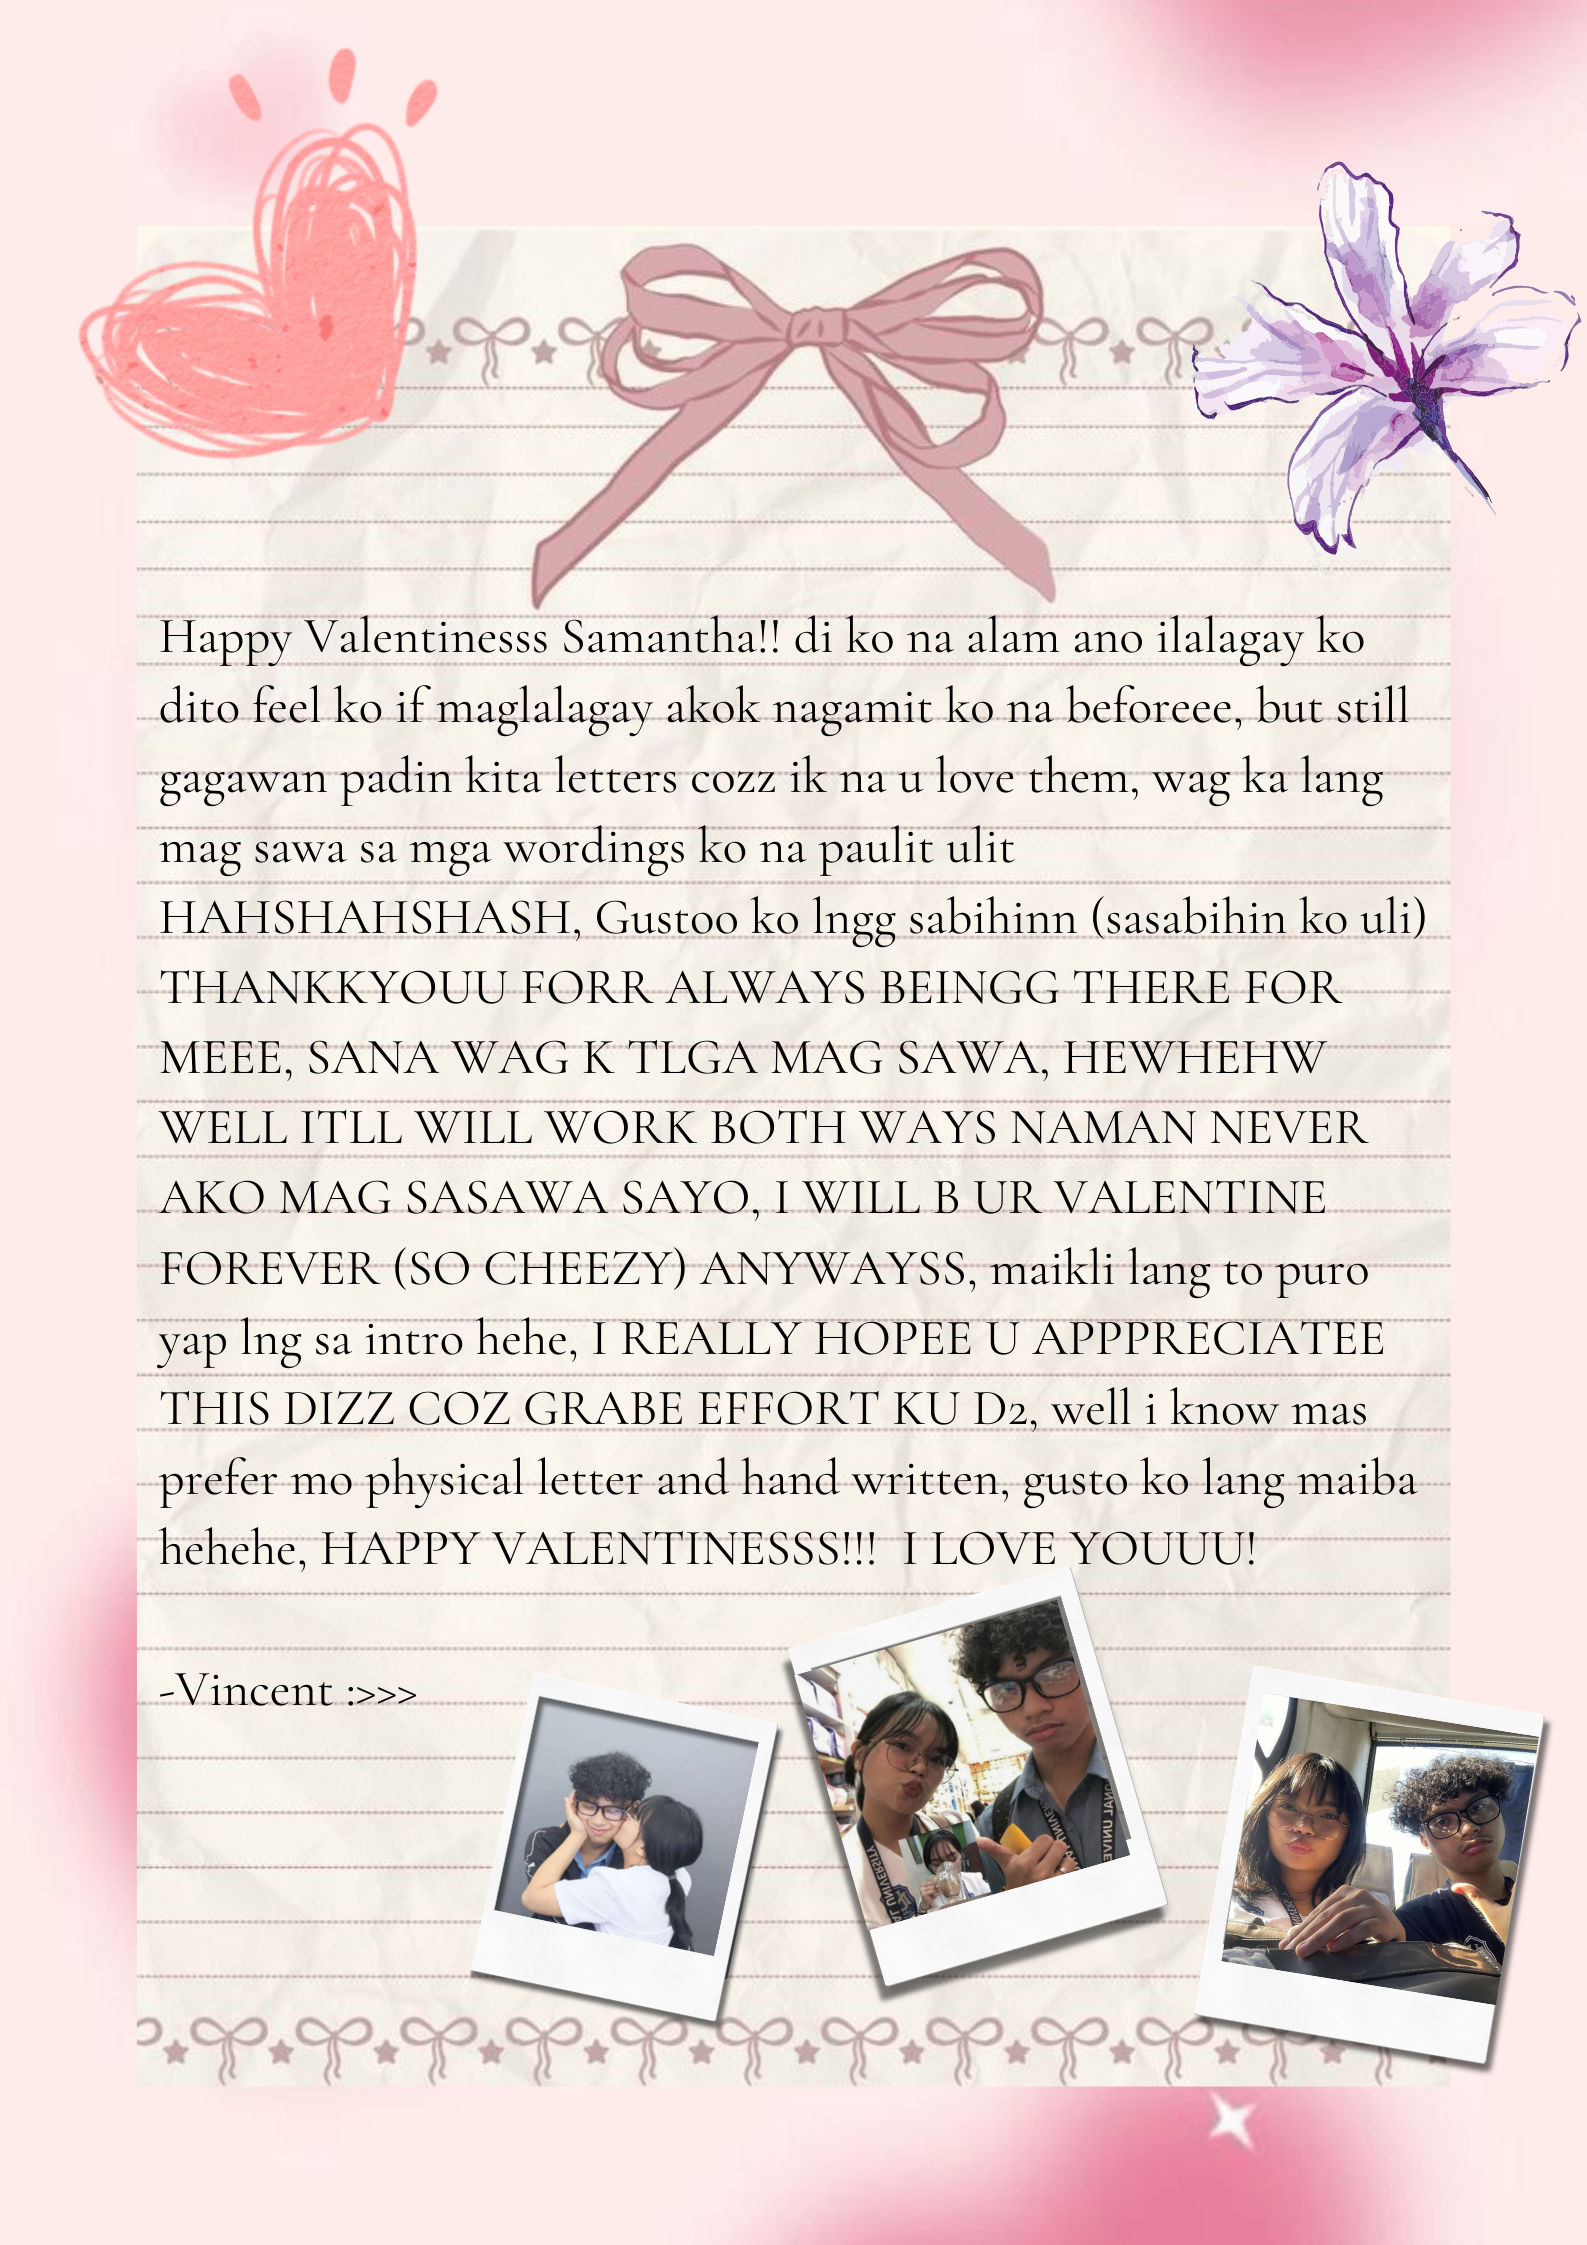 Happy Valentinesss Samantha!! di ko na alam ano ilalagay ko
dito feel ko if maglalagay akok nagamit ko na beforeee, but still
gagawan padin kita letters cozz ik na u love them, wag ka lang
mag sawa sa mga wordings ko na paulit ulit
HAHSHAHSHASH, Gustoo ko lngg sabihinn (sasabihin ko uli)
THANKKYOUU FORR ALWAYS BEINGG THERE FOR
MEEE, SANA WAG K TLGA MAG SAWA, HEWHEHW
WELL ITLL WILL WORK BOTH WAYS NAMAN NEVER
AKO MAG SASAWA SAYO, I WILL B UR VALENTINE
FOREVER (SO CHEEZY) ANYWAYSS, maikli lang to puro
yap lng sa intro hehe, I REALLY HOPEE U APPPRECIATEE
THIS DIZZ COZ GRABE EFFORT KU D2, well i know mas
prefer mo physical letter and hand written, gusto ko lang maiba
hehehe, HAPPY VALENTINESSS!!!  I LOVE YOUUU!
-Vincent :>>>